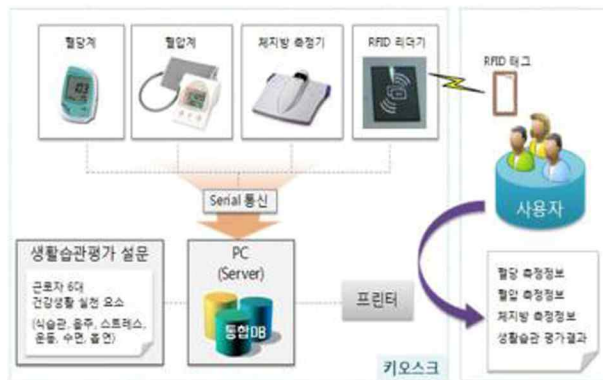 혈당계
혈압계
체지방 측정기
RFID 리더기
RFID 태그
사용자
Serial 통신
생활습관평가 설문
근로자 6대
건강생활 실천 요소
(식습관, 음주, 스트레스,
운동, 수면, 흡연)
PC
(Server)
통합DB
프린터
키오스크
혈당 측정정보
혈압 측정정보
체지방 측정정보
생활습관 평가결과